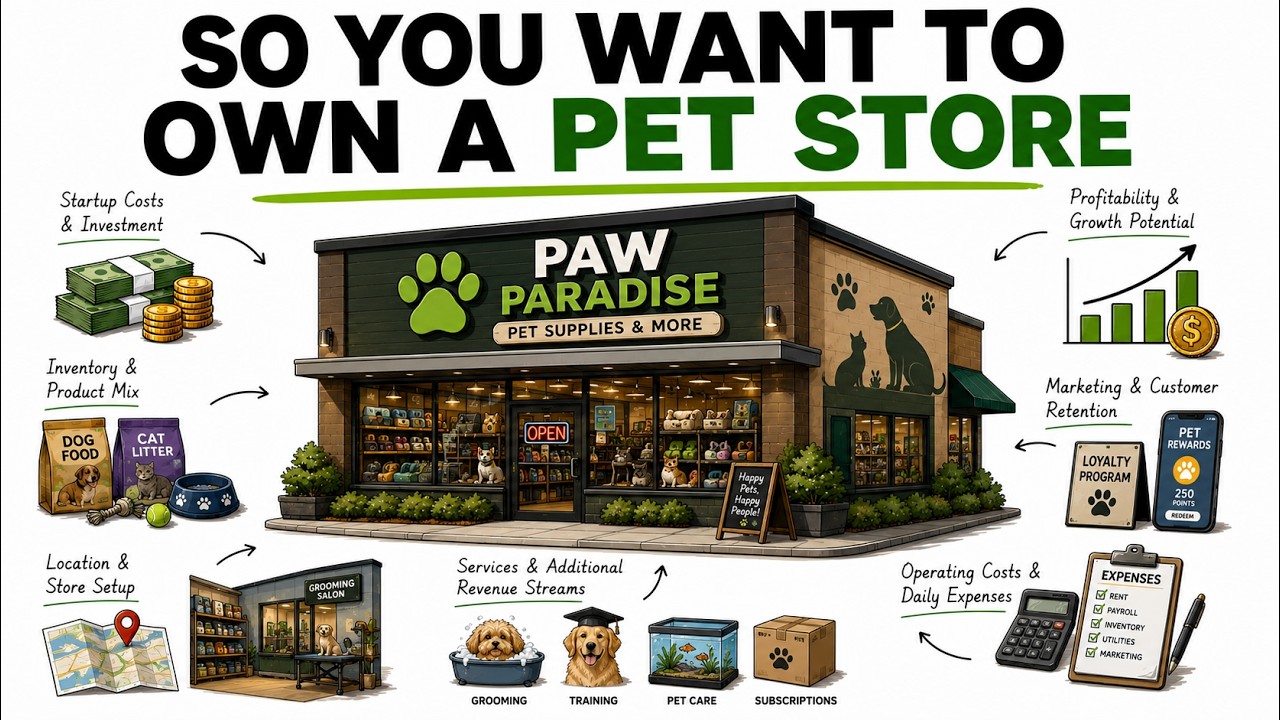 SO YOU WANT TO
OWN A PET STORE
Startup Costs
& Investment
Profitability &
Growth Potential
$
PAW
PARADISE
PET SUPPLIES & MORE
OPEN
Happy
Pets,
Happy
People!
Inventory &
Product Mix
DOG
FOOD
CAT
LITTER
Marketing & Customer
Retention
LOYALTY
PROGRAM
PET
REWARDS
250
POINTS
REDEEM
Location &
Store Setup
GROOMING
SALON
Services & Additional
Revenue Streams
GROOMING
TRAINING
PET CARE
SUBSCRIPTIONS
Operating Costs &
Daily Expenses
EXPENSES
RENT
PAYROLL
INVENTORY
UTILITIES
MARKETING